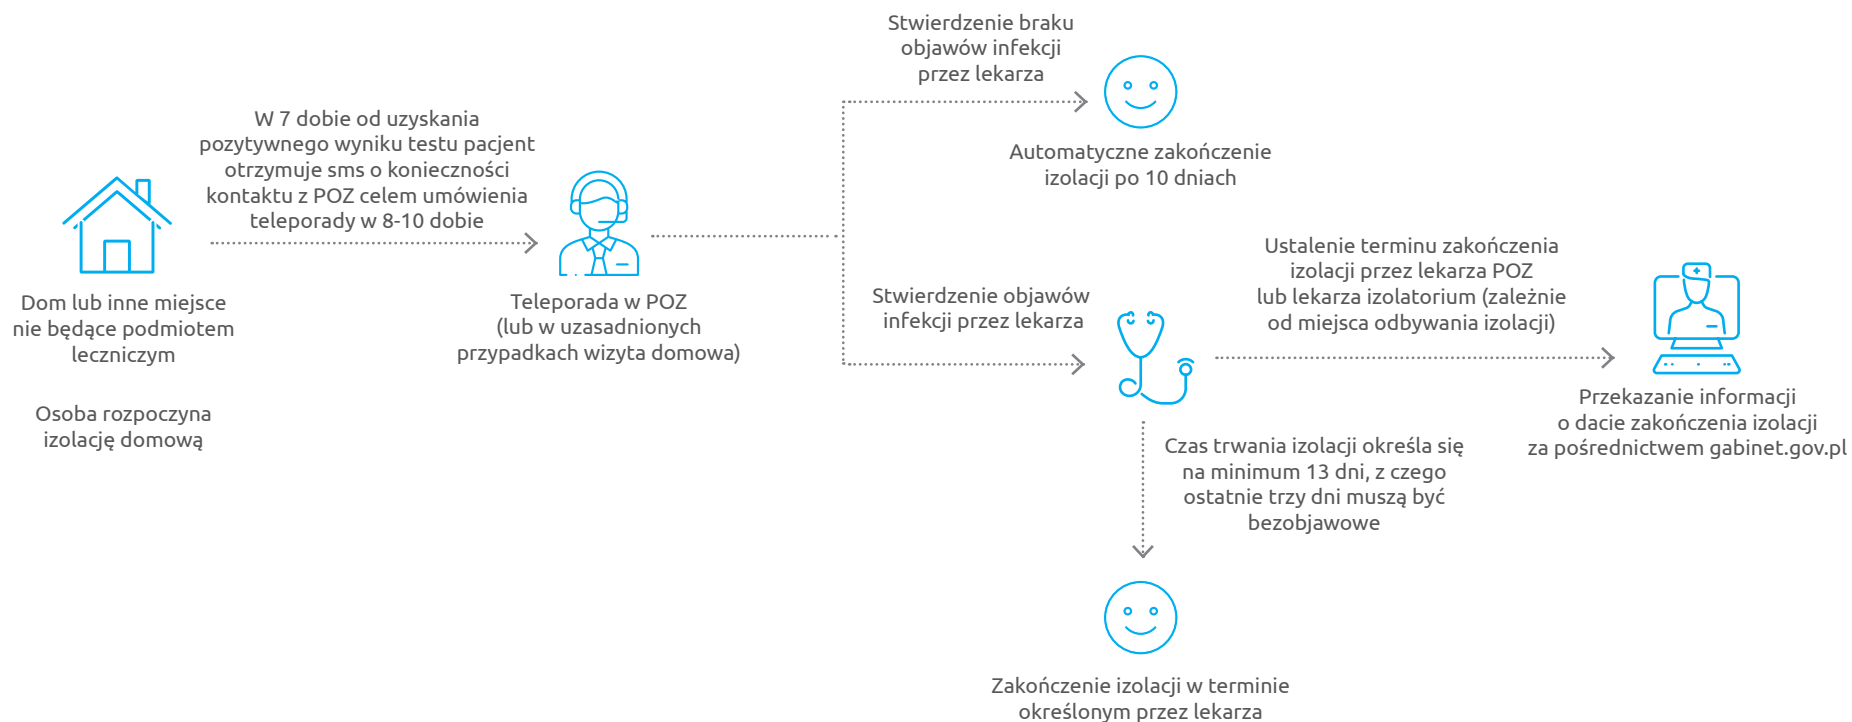 Stwierdzenie braku
objawów infekcji
przez lekarza
Automatyczne zakończenie
izolacji po 10 dniach
W 7 dobie od uzyskania
pozytywnego wyniku testu pacjent
otrzymuje sms o konieczności
kontaktu z POZ celem umówienia
teleporady w 8-10 dobie
Dom lub inne miejsce
nie będące podmiotem
leczniczym
Osoba rozpoczyna
izolację domową
Teleporada w POZ
(lub w uzasadnionych
przypadkach wizyta domowa)
Stwierdzenie objawów
infekcji przez lekarza
Ustalenie terminu zakończenia
izolacji przez lekarza POZ
lub lekarza izolatorium (zależnie
od miejsca odbywania izolacji)
Przekazanie informacji
o dacie zakończenia izolacji
za pośrednictwem gabinet.gov.pl
Czas trwania izolacji określa się
na minimum 13 dni, z czego
ostatnie trzy dni muszą być
bezobjawowe
Zakończenie izolacji w terminie
określonym przez lekarza